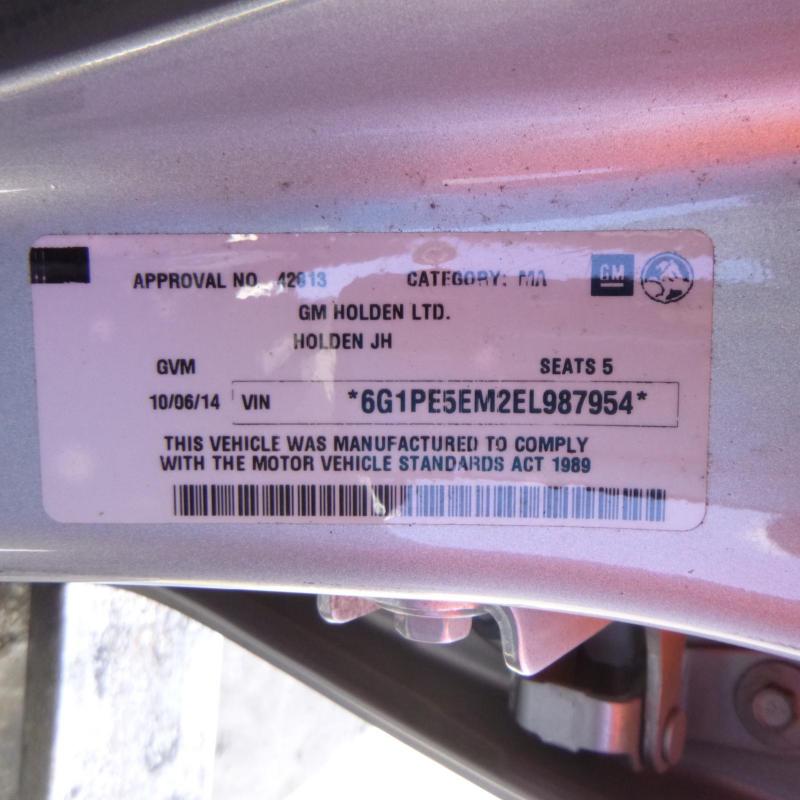 APPROVAL NO. 42913 CATEGORY: MA GM
GM HOLDEN LTD.
HOLDEN JH
GVM SEATS 5
10/06/14 VIN *6G1PE5EM2EL987954*
THIS VEHICLE WAS MANUFACTURED TO COMPLY
WITH THE MOTOR VEHICLE STANDARDS ACT 1989